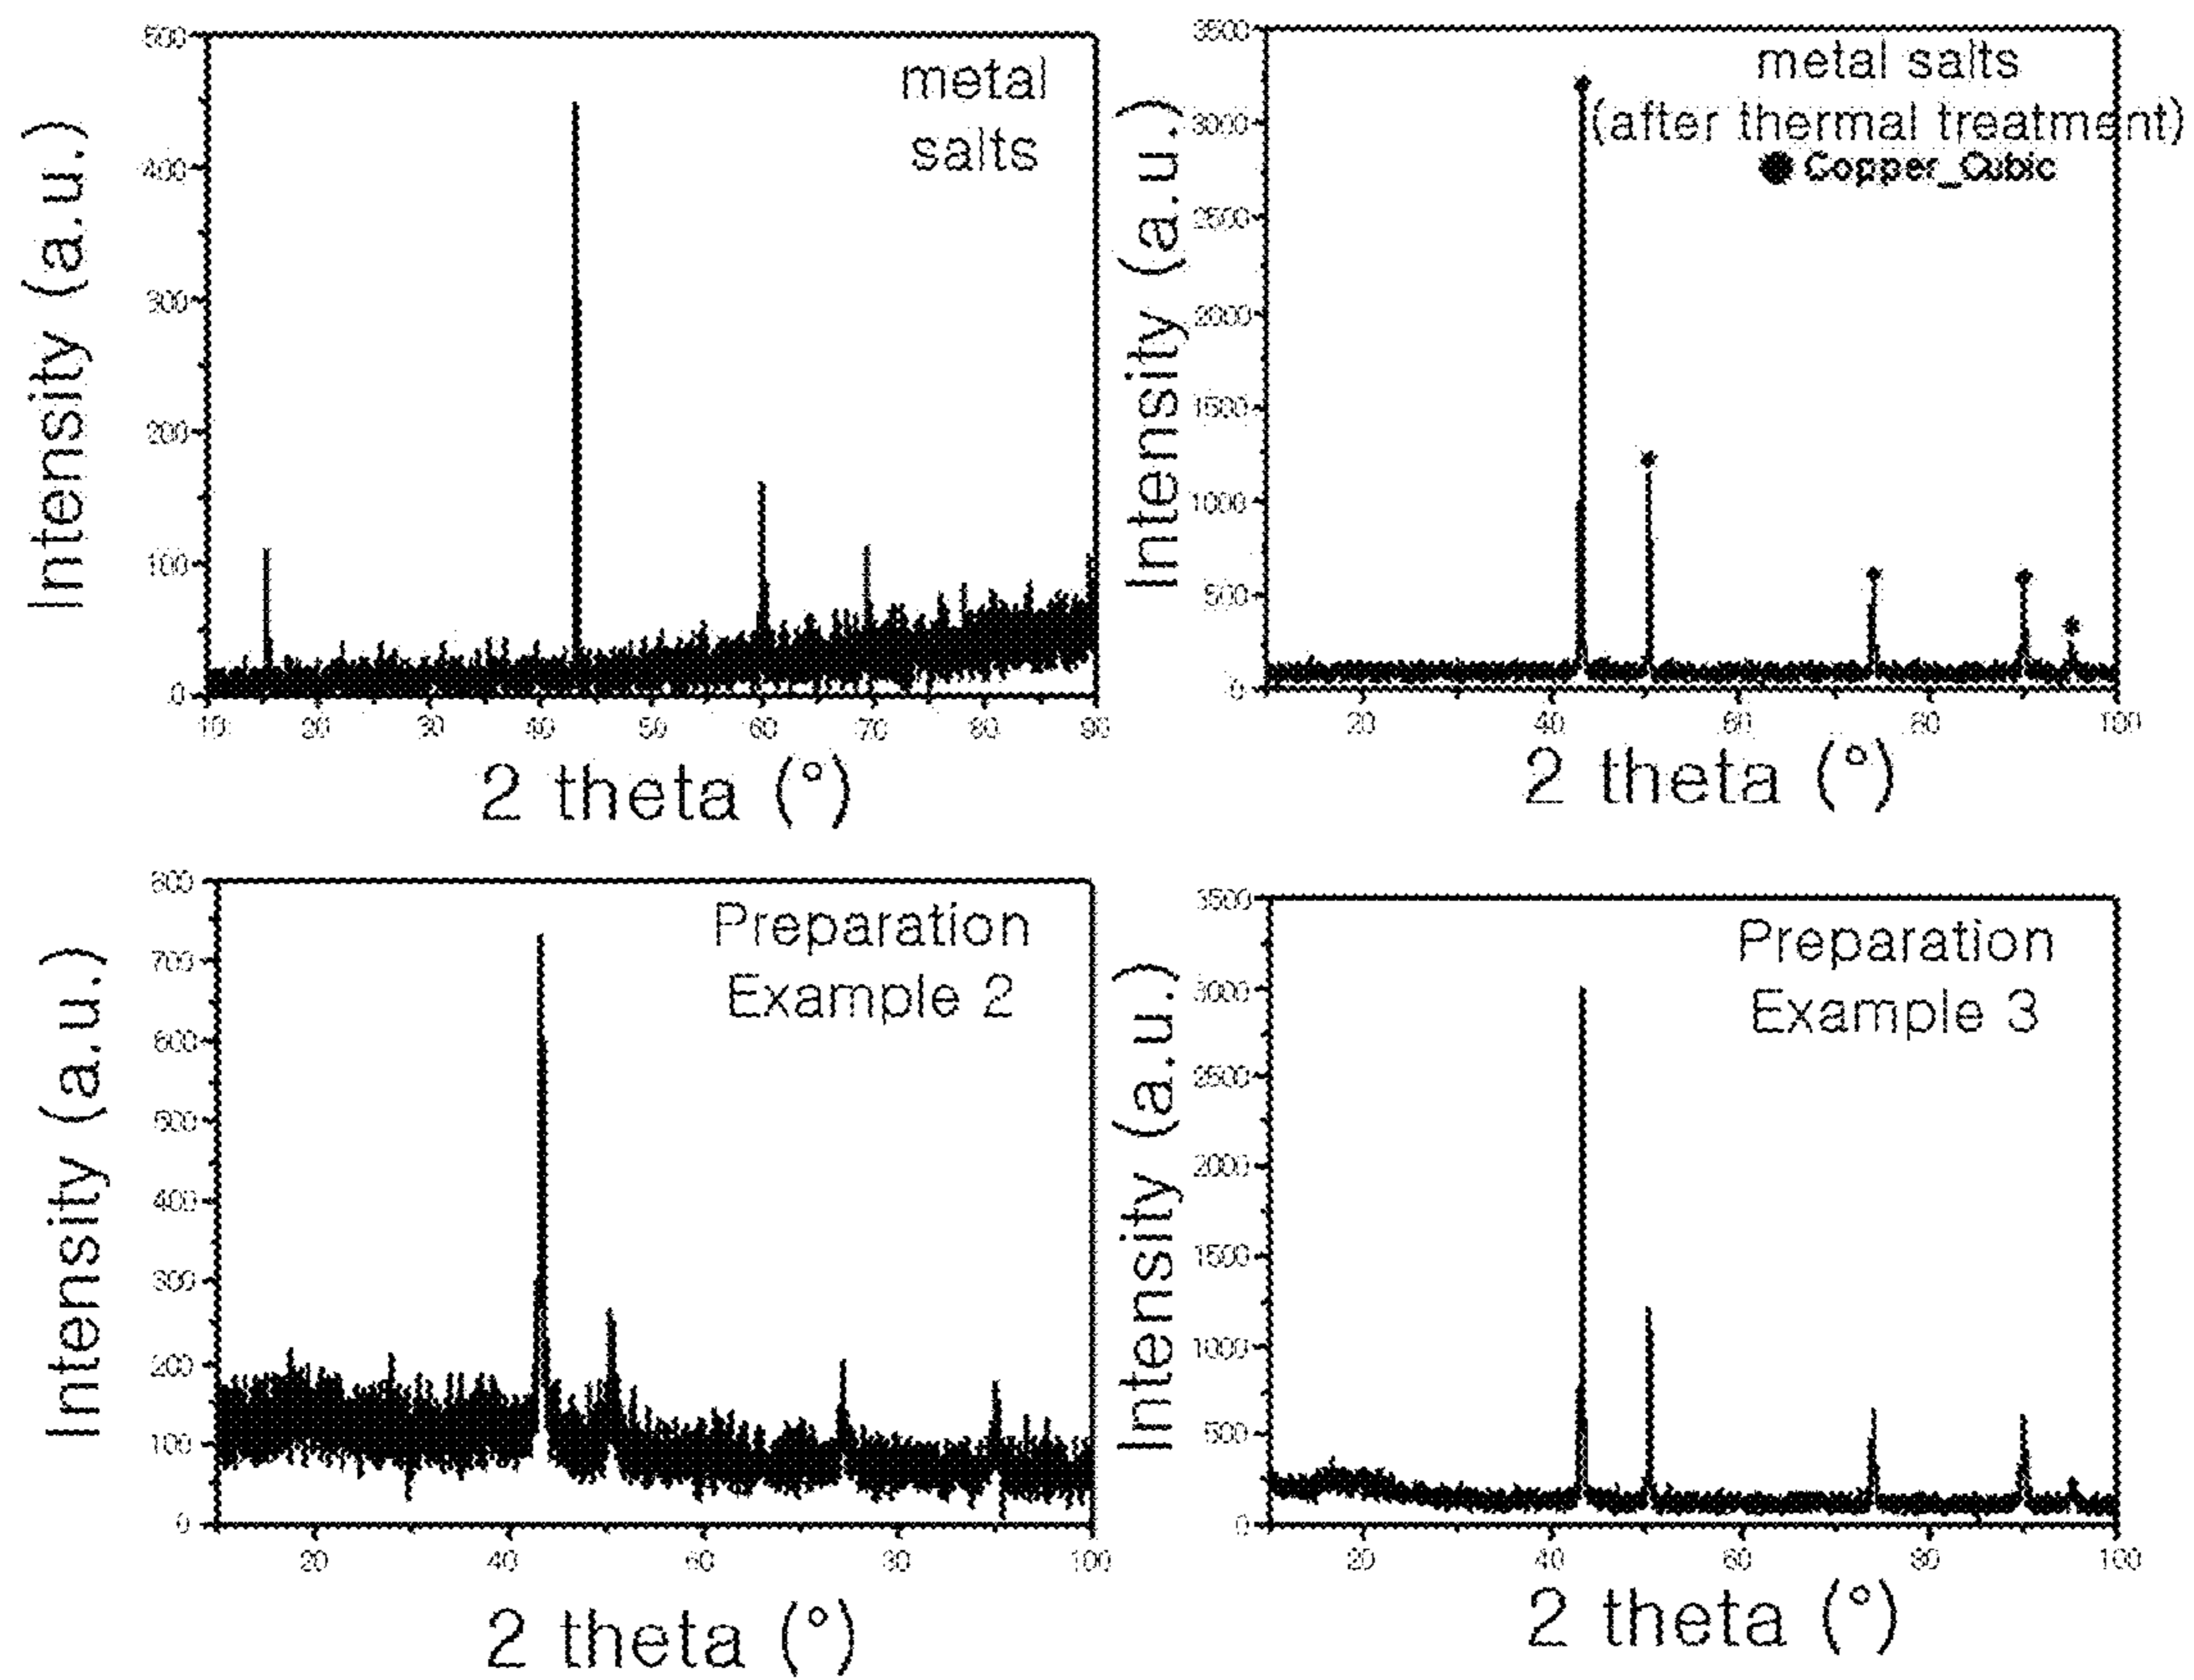 Intensity (a.u.)
500
400
300
200
100
0
metal
salts
10 20 30 40 50 60 70 80 90
2 theta (°)
Intensity (a.u.)
3500
3000
2500
2000
1500
1000
500
0
metal salts
(after thermal treatment)
Copper_Cubic
20 40 60 80 100
2 theta (°)
Intensity (a.u.)
800
700
600
500
400
300
200
100
0
Preparation
Example 2
20 40 60 80 100
2 theta (°)
Intensity (a.u.)
3500
3000
2500
2000
1500
1000
500
0
Preparation
Example 3
20 40 60 80 100
2 theta (°)